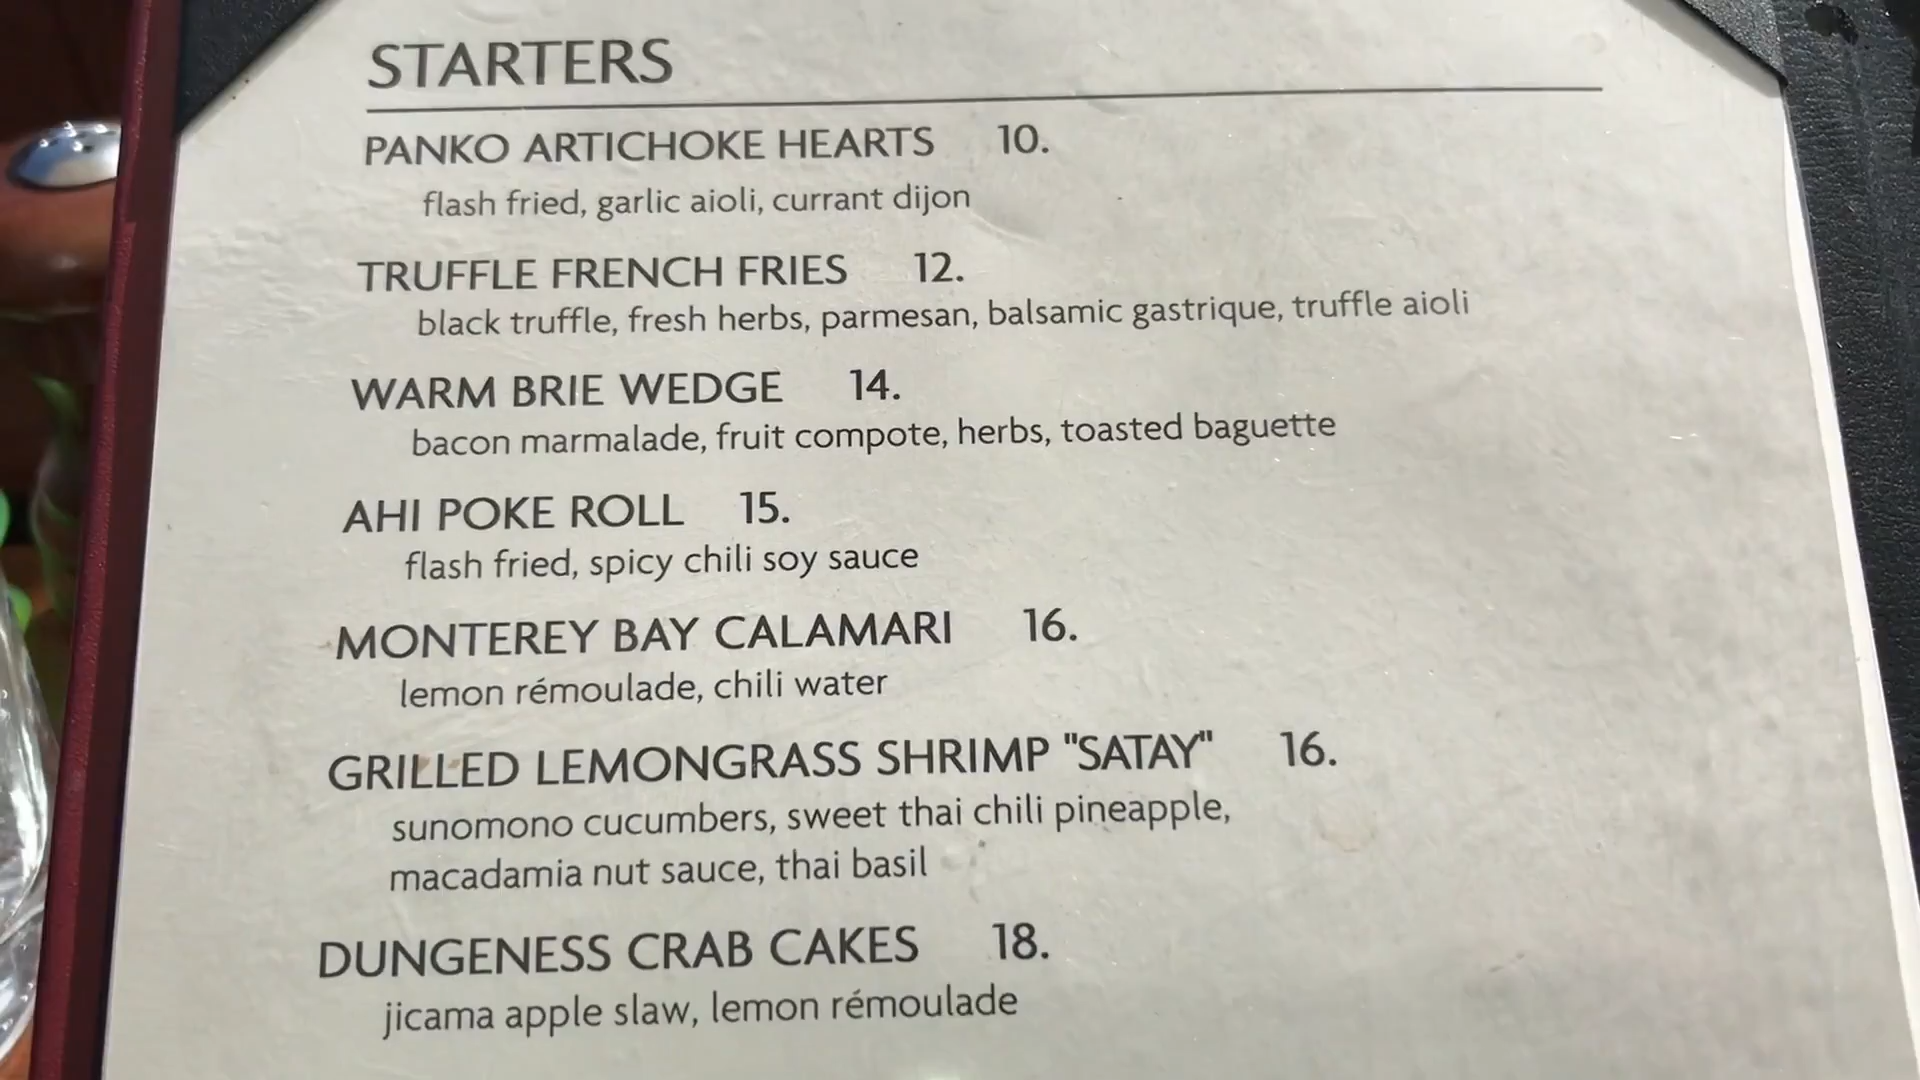 STARTERS
PANKO ARTICHOKE HEARTS 10.
flash fried, garlic aioli, currant dijon
TRUFFLE FRENCH FRIES 12.
black truffle, fresh herbs, parmesan, balsamic gastrique, truffle aioli
WARM BRIE WEDGE 14.
bacon marmalade, fruit compote, herbs, toasted baguette
AHI POKE ROLL 15.
flash fried, spicy chili soy sauce
MONTEREY BAY CALAMARI 16.
lemon rémoulade, chili water
GRILLED LEMONGRASS SHRIMP "SATAY" 16.
sunomono cucumbers, sweet thai chili pineapple,
macadamia nut sauce, thai basil
DUNGENESS CRAB CAKES 18.
jicama apple slaw, lemon rémoulade